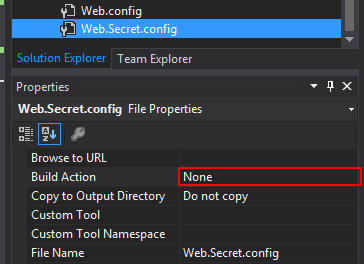 Web.config
Web.Secret.config
Solution Explorer Team Explorer
Properties
Web.Secret.config File Properties
Browse to URL
Build Action None
Copy to Output Directory Do not copy
Custom Tool
Custom Tool Namespace
File Name Web.Secret.config